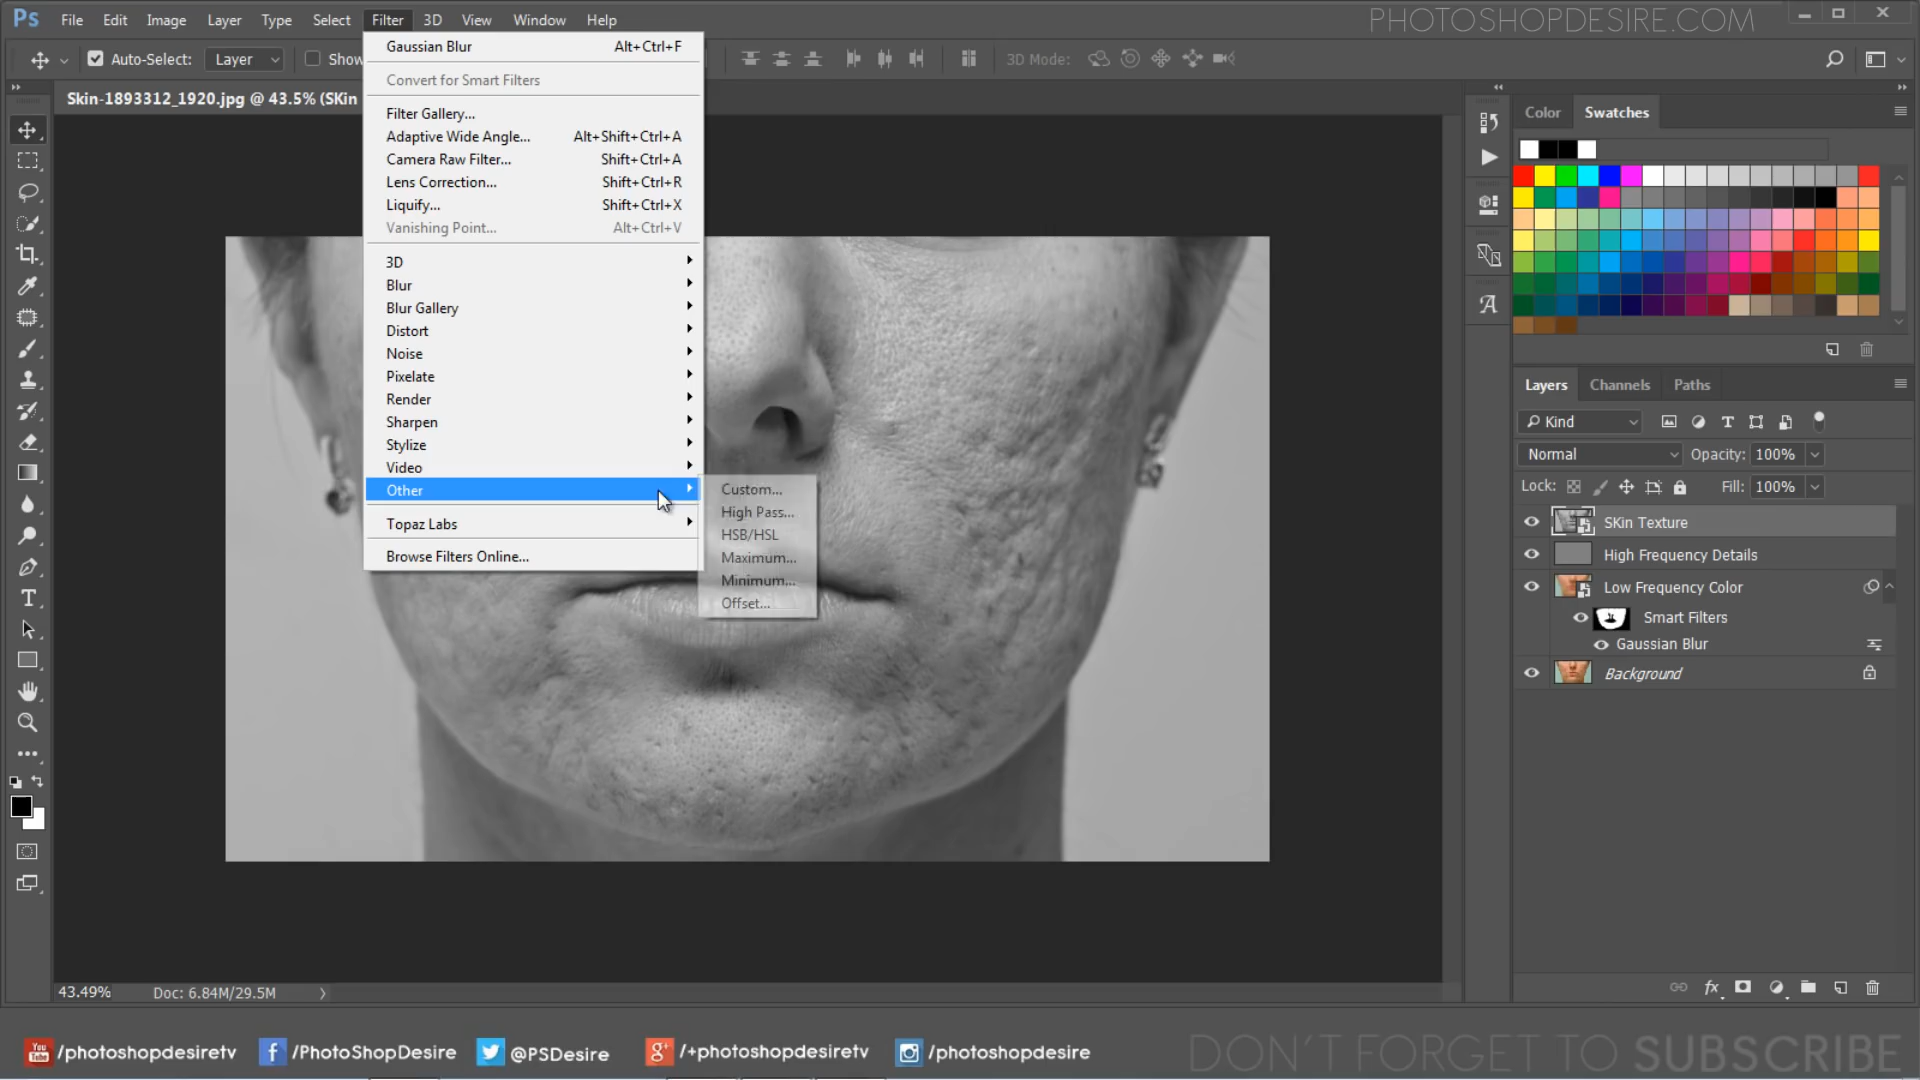 Ps File Edit Image Layer Type Select Filter 3D View Window Help
PHOTOSHOPDESIRE.COM
Auto-Select: Layer Show
3D Mode:
Skin-1893312_1920.jpg @ 43.5% (SKin
Gaussian Blur Alt+Ctrl+F
Convert for Smart Filters
Filter Gallery...
Adaptive Wide Angle... Alt+Shift+Ctrl+A
Camera Raw Filter... Shift+Ctrl+A
Lens Correction... Shift+Ctrl+R
Liquify... Shift+Ctrl+X
Vanishing Point... Alt+Ctrl+V
3D
Blur
Blur Gallery
Distort
Noise
Pixelate
Render
Sharpen
Stylize
Video
Other
Topaz Labs
Browse Filters Online...
Custom...
High Pass...
HSB/HSL
Maximum...
Minimum...
Offset...
Color Swatches
Layers Channels Paths
Kind
Normal Opacity: 100%
Lock: Fill: 100%
SKin Texture
High Frequency Details
Low Frequency Color
Smart Filters
Gaussian Blur
Background
fx
43.49% Doc: 6.84M/29.5M
You Tube /photoshopdesiretv f /PhotoShopDesire @PSDesire g+ /+photoshopdesiretv /photoshopdesire
DON'T FORGET TO SUBSCRIBE